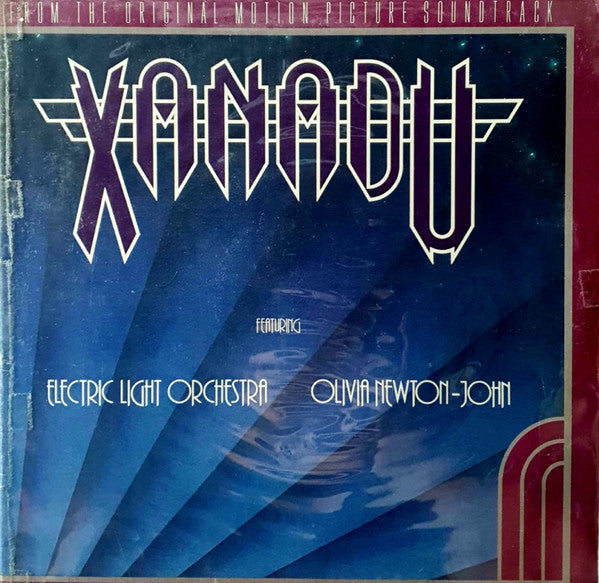 FROM THE ORIGINAL MOTION PICTURE SOUNDTRACK
XANADU
FEATURING
ELECTRIC LIGHT ORCHESTRA OLIVIA NEWTON-JOHN